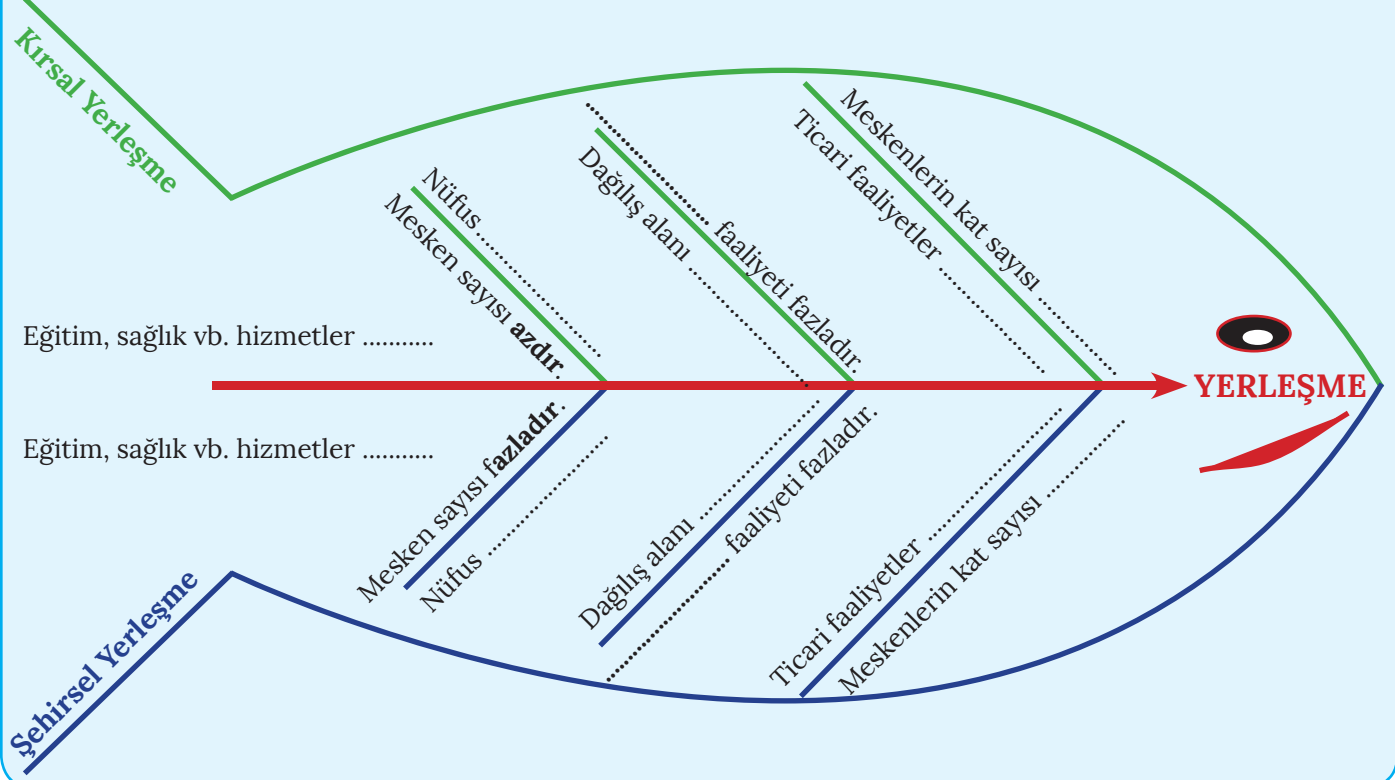 Kırsal Yerleşme
Nüfus..........................
Mesken sayısı azdır.
........................ faaliyeti fazladır.
Dağılış alanı ........................
Meskenlerin kat sayısı ................
Ticari faaliyetler ......................
Eğitim, sağlık vb. hizmetler ...........
YERLEŞME
Eğitim, sağlık vb. hizmetler ...........
Mesken sayısı fazladır.
Nüfus ........................
Dağılış alanı ........................
........................ faaliyeti fazladır.
Ticari faaliyetler ........................
Meskenlerin kat sayısı ................
Şehirsel Yerleşme